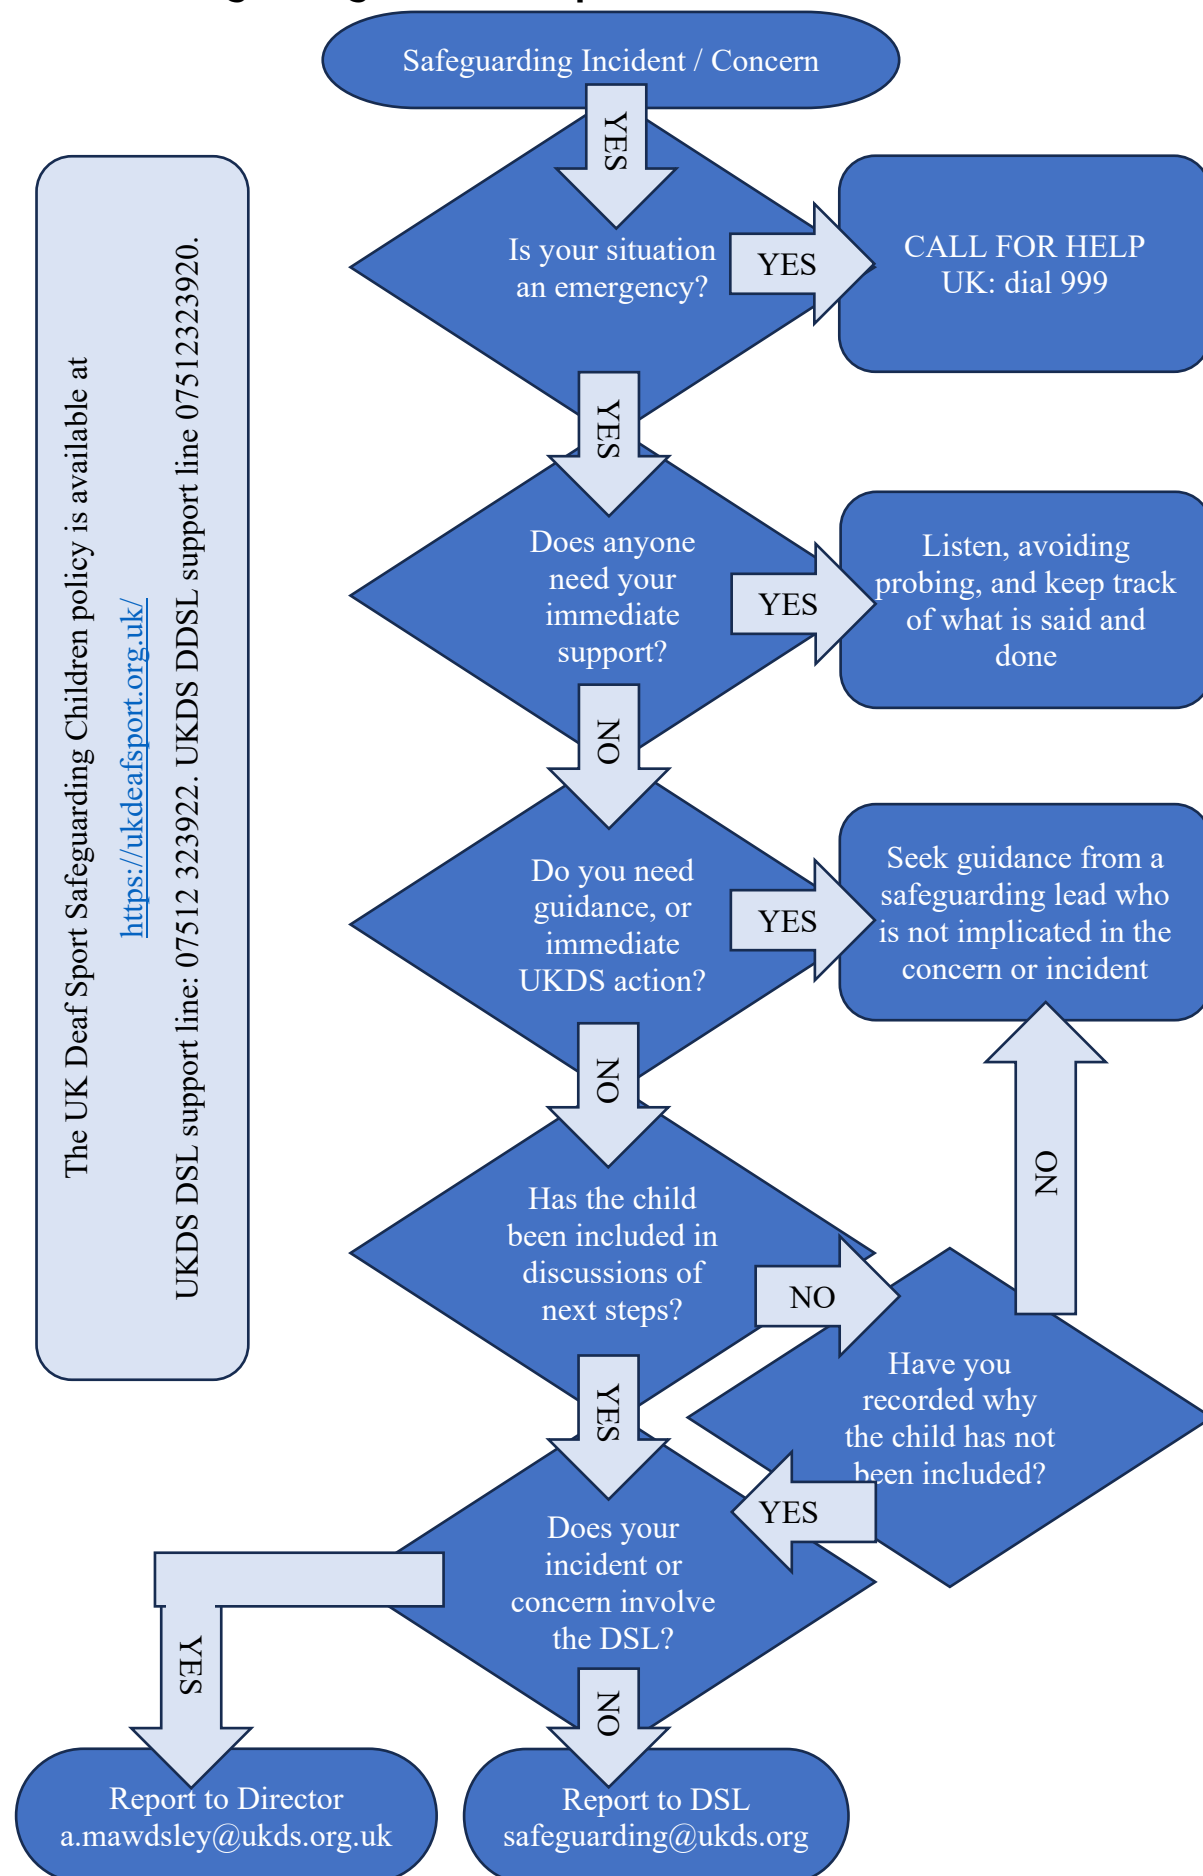 Safeguarding Incident / Concern
YES
Is your situation
an emergency?
YES
CALL FOR HELP
UK: dial 999
YES
Does anyone
need your
immediate
support?
YES
Listen, avoiding
probing, and keep track
of what is said and
done
NO
Do you need
guidance, or
immediate
UKDS action?
YES
Seek guidance from a
safeguarding lead who
is not implicated in the
concern or incident
NO
Has the child
been included in
discussions of
next steps?
NO
Have you
recorded why
the child has not
been included?
NO
YES
YES
Does your
incident or
concern involve
the DSL?
YES
NO
Report to Director
a.mawdsley@ukds.org.uk
Report to DSL
safeguarding@ukds.org
The UK Deaf Sport Safeguarding Children policy is available at
https://ukdeafsport.org.uk/
UKDS DSL support line: 07512 323922. UKDS DDSL support line 07512323920.